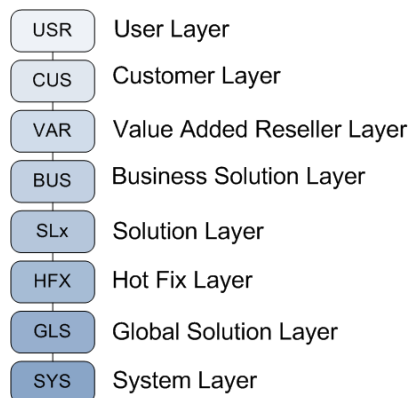 USR User Layer
CUS Customer Layer
VAR Value Added Reseller Layer
BUS Business Solution Layer
SLx Solution Layer
HFX Hot Fix Layer
GLS Global Solution Layer
SYS System Layer